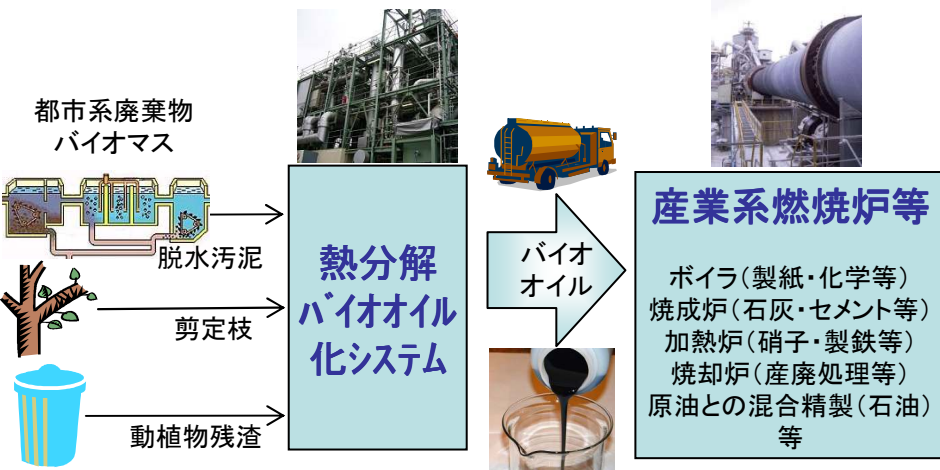 都市系廃棄物
バイオマス
脱水汚泥
剪定枝
動植物残渣
熱分解
バイオオイル
化システム
バイオ
オイル
産業系燃焼炉等
ボイラ（製紙・化学等）
焼成炉（石灰・セメント等）
加熱炉（硝子・製鉄等）
焼却炉（産廃処理等）
原油との混合精製（石油）
等